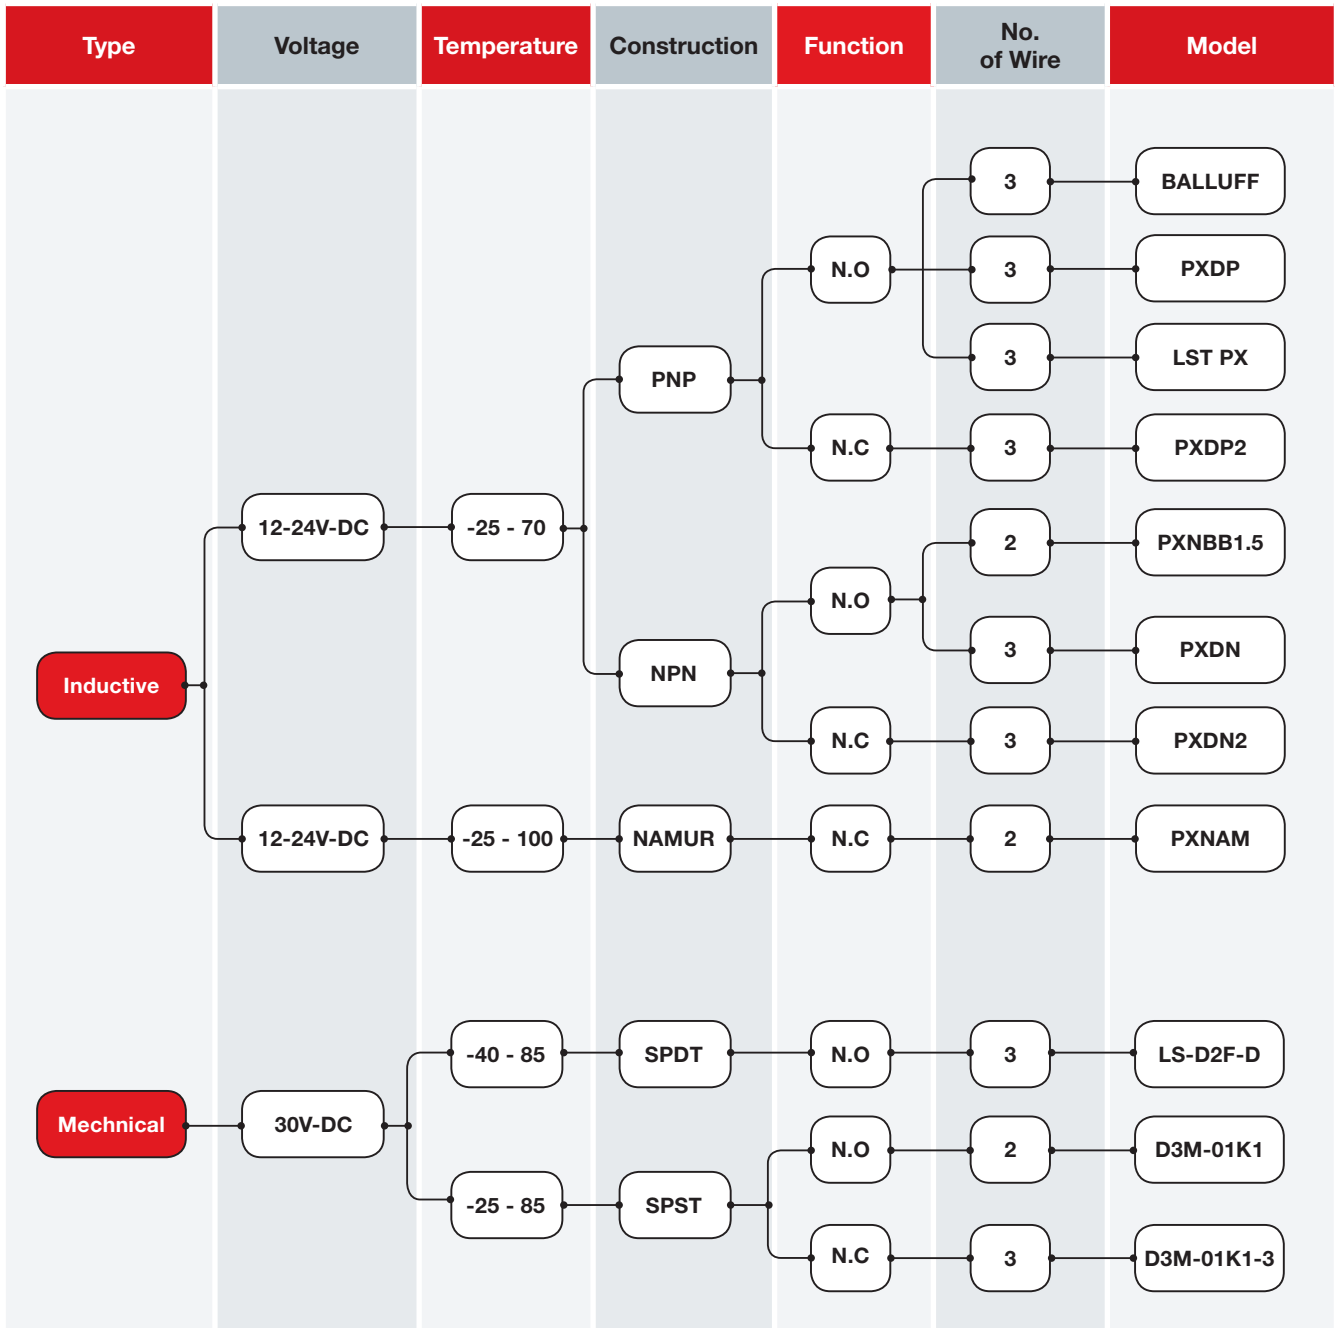 Type
Voltage
Temperature
Construction
Function
No.
of Wire
Model
3
BALLUFF
N.O
3
PXDP
3
LST PX
PNP
N.C
3
PXDP2
12-24V-DC
-25 - 70
2
PXNBB1.5
N.O
3
PXDN
NPN
Inductive
N.C
3
PXDN2
12-24V-DC
-25 - 100
NAMUR
N.C
2
PXNAM
-40 - 85
SPDT
N.O
3
LS-D2F-D
Mechnical
30V-DC
N.O
2
D3M-01K1
-25 - 85
SPST
N.C
3
D3M-01K1-3